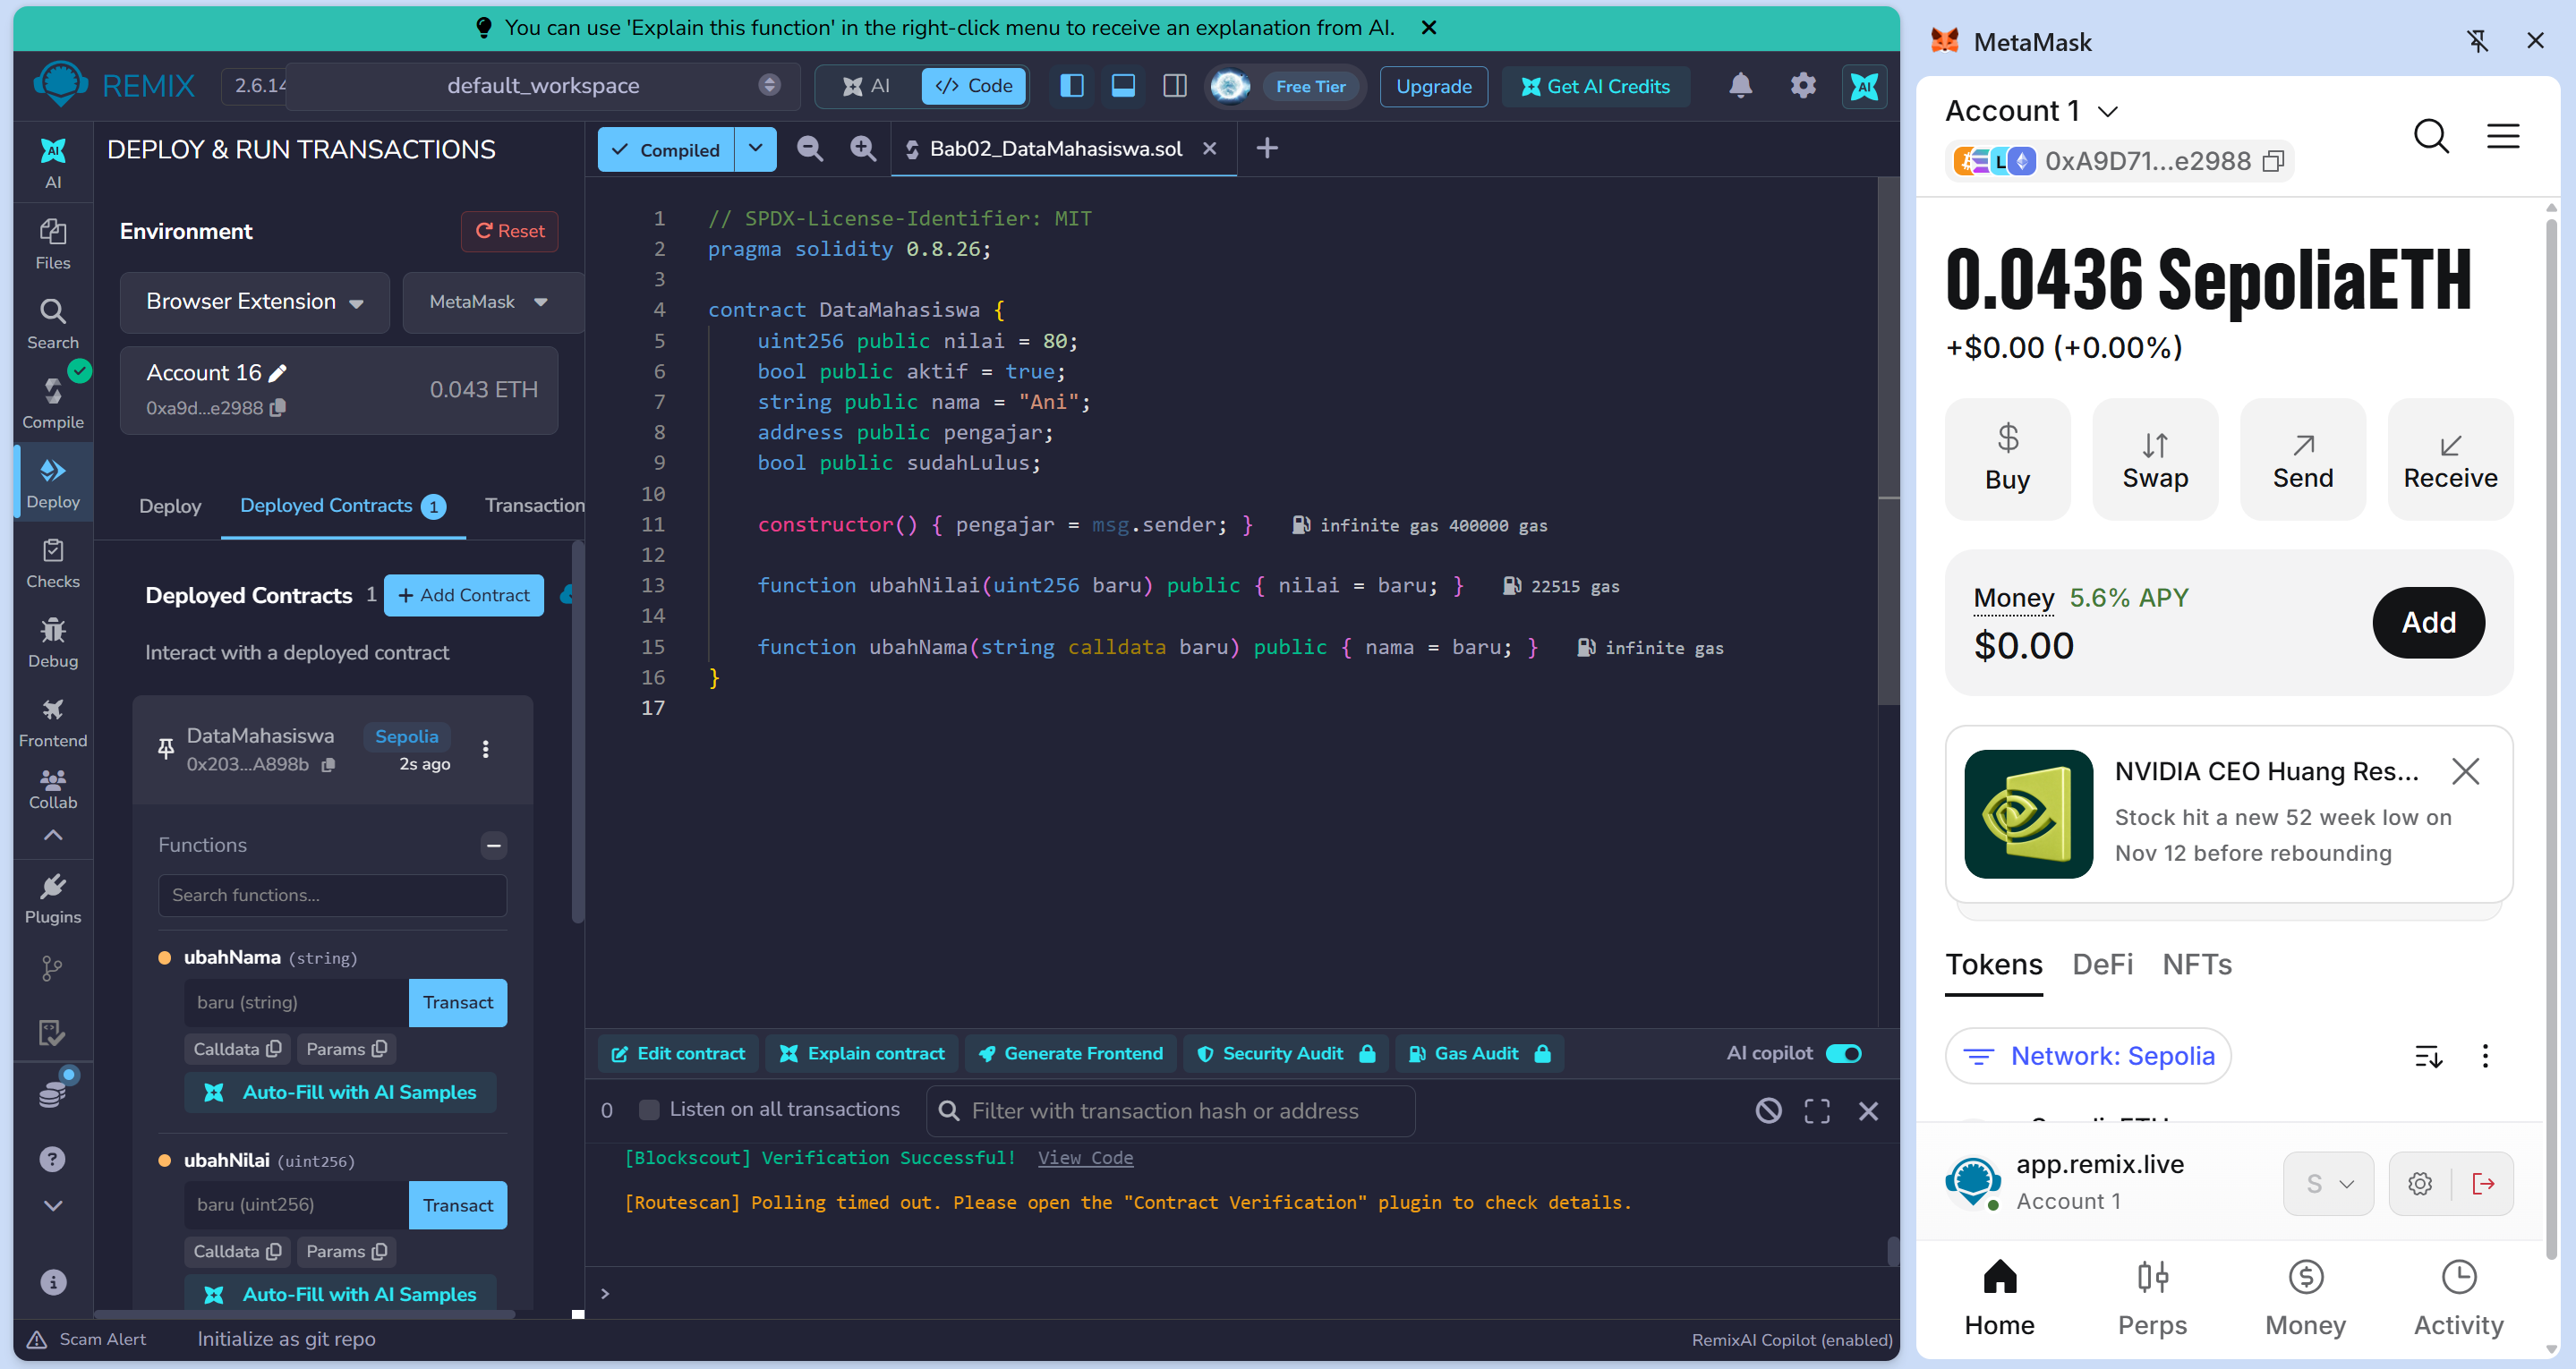 You can use 'Explain this function' in the right-click menu to receive an explanation from AI.
REMIX
2.6.14
default_workspace
AI
Code
Free Tier
Upgrade
Get AI Credits
AI
AI
Files
Search
Compile
Deploy
Checks
Debug
Frontend
Collab
Plugins
DEPLOY & RUN TRANSACTIONS
Environment
Reset
Browser Extension
MetaMask
Account 16
0xa9d...e2988
0.043 ETH
Deploy
Deployed Contracts 1
Transaction
Deployed Contracts 1
+ Add Contract
Interact with a deployed contract
DataMahasiswa
Sepolia
0x203...A898b
2s ago
Functions
Search functions...
ubahNama (string)
baru (string)
Transact
Calldata
Params
Auto-Fill with AI Samples
ubahNilai (uint256)
baru (uint256)
Transact
Calldata
Params
Auto-Fill with AI Samples
Compiled
Bab02_DataMahasiswa.sol
1 // SPDX-License-Identifier: MIT
2 pragma solidity 0.8.26;
3
4 contract DataMahasiswa {
5 uint256 public nilai = 80;
6 bool public aktif = true;
7 string public nama = "Ani";
8 address public pengajar;
9 bool public sudahLulus;
10
11 constructor() { pengajar = msg.sender; } infinite gas 400000 gas
12
13 function ubahNilai(uint256 baru) public { nilai = baru; } 22515 gas
14
15 function ubahNama(string calldata baru) public { nama = baru; } infinite gas
16 }
17
Edit contract
Explain contract
Generate Frontend
Security Audit
Gas Audit
AI copilot
0
Listen on all transactions
Filter with transaction hash or address
[Blockscout] Verification Successful! View Code
[Routescan] Polling timed out. Please open the "Contract Verification" plugin to check details.
>
Scam Alert
Initialize as git repo
RemixAI Copilot (enabled)
MetaMask
Account 1
L
0xA9D71...e2988
0.0436 SepoliaETH
+$0.00 (+0.00%)
Buy
Swap
Send
Receive
Money 5.6% APY
$0.00
Add
NVIDIA CEO Huang Res...
Stock hit a new 52 week low on
Nov 12 before rebounding
Tokens
DeFi
NFTs
Network: Sepolia
app.remix.live
Account 1
S
Home
Perps
Money
Activity